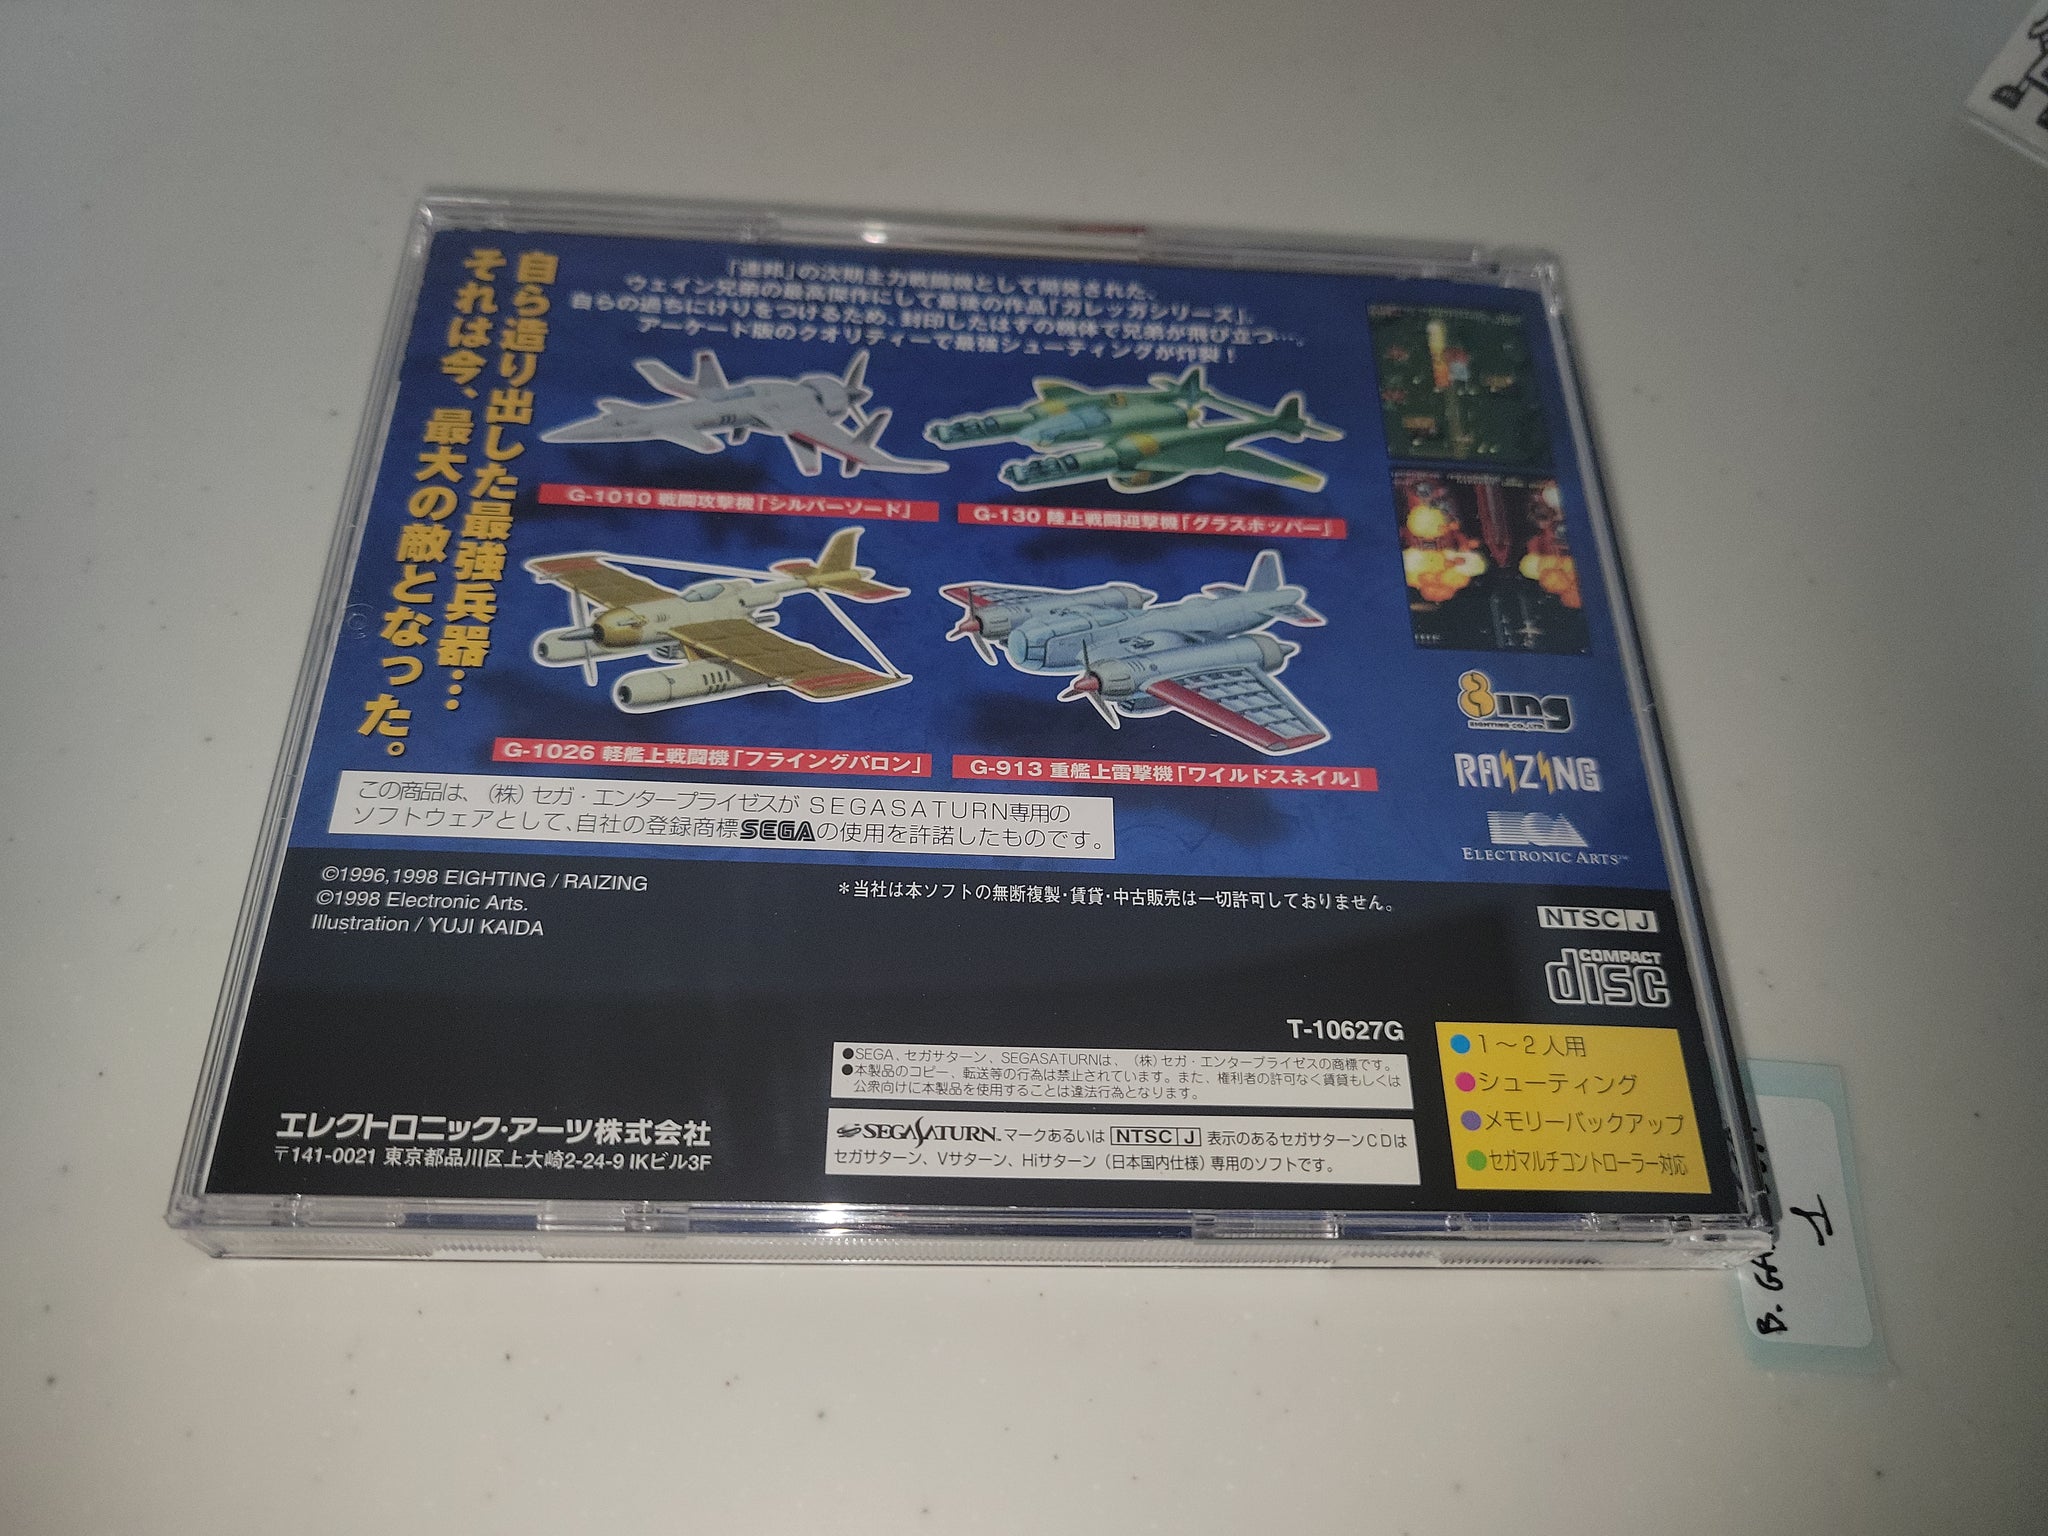 自ら造り出した最強兵器…
それは今、最大の敵となった。
「連邦」の次期主力戦闘機として開発された、
ウェイン兄弟の最高傑作にして最後の作品「ガレッガシリーズ」。
自らの過ちにけりをつけるため、封印したはずの機体で兄弟が飛び立つ…。
アーケード版のクオリティーで最強シューティングが炸裂！
G-1010 戦闘攻撃機「シルバーソード」
G-130 陸上戦闘迎撃機「グラスホッパー」
G-1026 軽艦上戦闘機「フライングバロン」
G-913 重艦上雷撃機「ワイルドスネイル」
8ing
EIGHTING CO.,LTD.
RAIZING
EA
ELECTRONIC ARTS™
この商品は、（株）セガ・エンタープライゼスが SEGASATURN専用の
ソフトウェアとして、自社の登録商標SEGAの使用を許諾したものです。
©1996,1998 EIGHTING / RAIZING
©1998 Electronic Arts.
Illustration / YUJI KAIDA
＊当社は本ソフトの無断複製・賃貸・中古販売は一切許可しておりません。
NTSC J
COMPACT
disc
T-10627G
●SEGA、セガサターン、SEGASATURNは、（株）セガ・エンタープライゼスの商標です。
●本製品のコピー、転送等の行為は禁止されています。また、権利者の許可なく賃貸もしくは
公衆向けに本製品を使用することは違法行為となります。
SEGASATURN™マークあるいは NTSC J 表示のあるセガサターンCDは
セガサターン、Vサターン、Hiサターン（日本国内仕様）専用のソフトです。
1～2人用
シューティング
メモリーバックアップ
セガマルチコントローラー対応
エレクトロニック・アーツ株式会社
〒141-0021 東京都品川区上大崎2-24-9 IKビル3F
B. GA